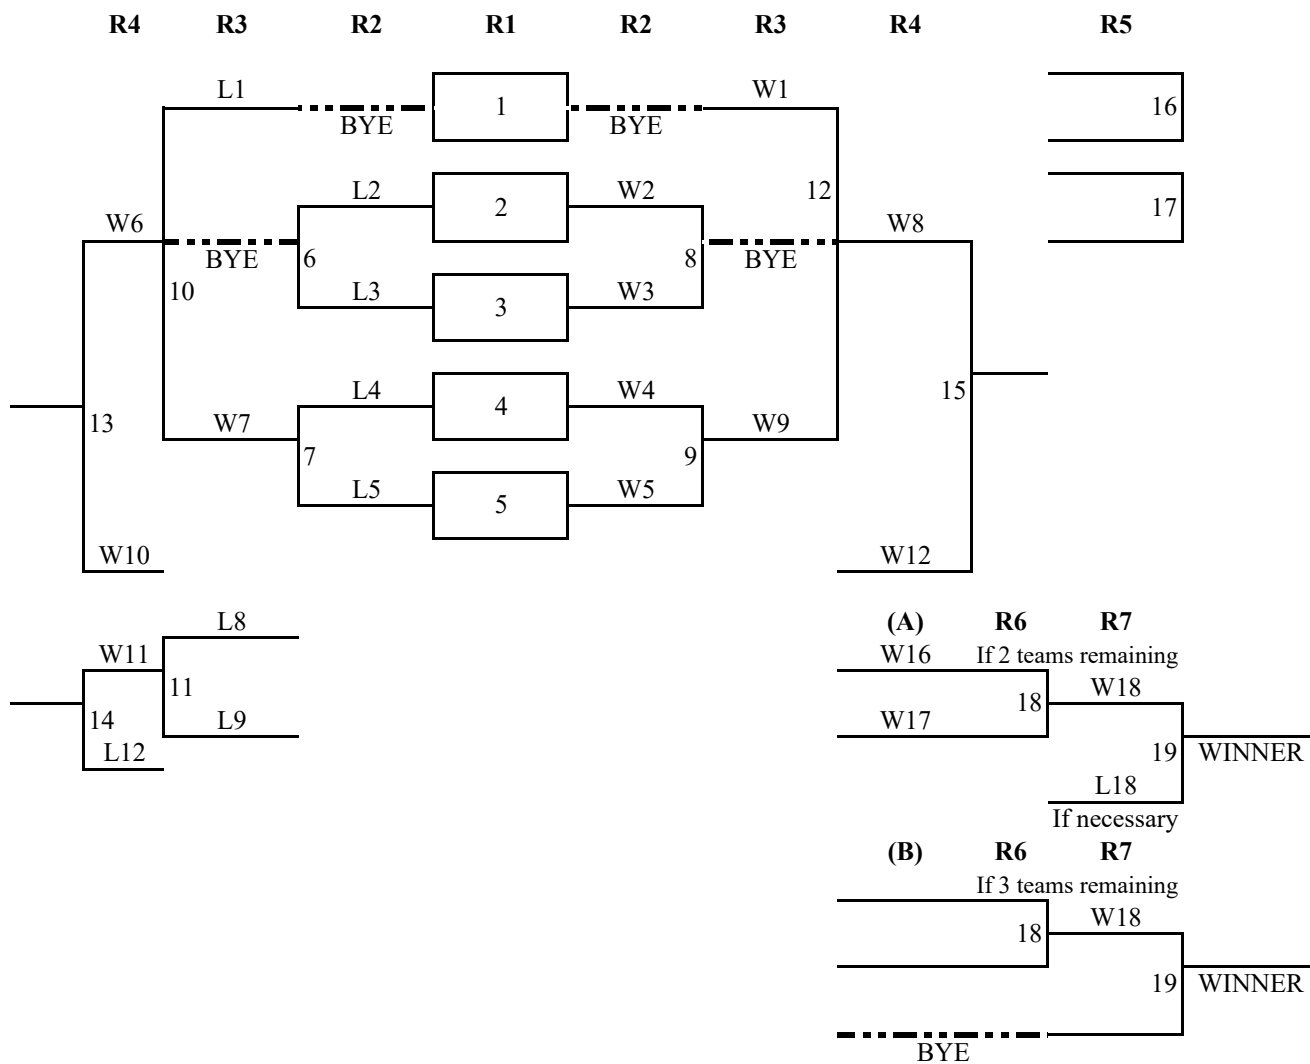 R4 R3 R2 R1 R2 R3 R4 R5
L1 1 W1 16
BYE BYE
L2 2 W2 12 17
W6 W8
BYE 6 8 BYE
10 L3 3 W3
L4 4 W4 15
13 W7 W9
7 9
L5 5 W5
W10 W12
L8 (A) R6 R7
W11 W16 If 2 teams remaining
11 18 W18
14 L9 W17
L12 19 WINNER
L18
If necessary
(B) R6 R7
If 3 teams remaining
18 W18
19 WINNER
BYE